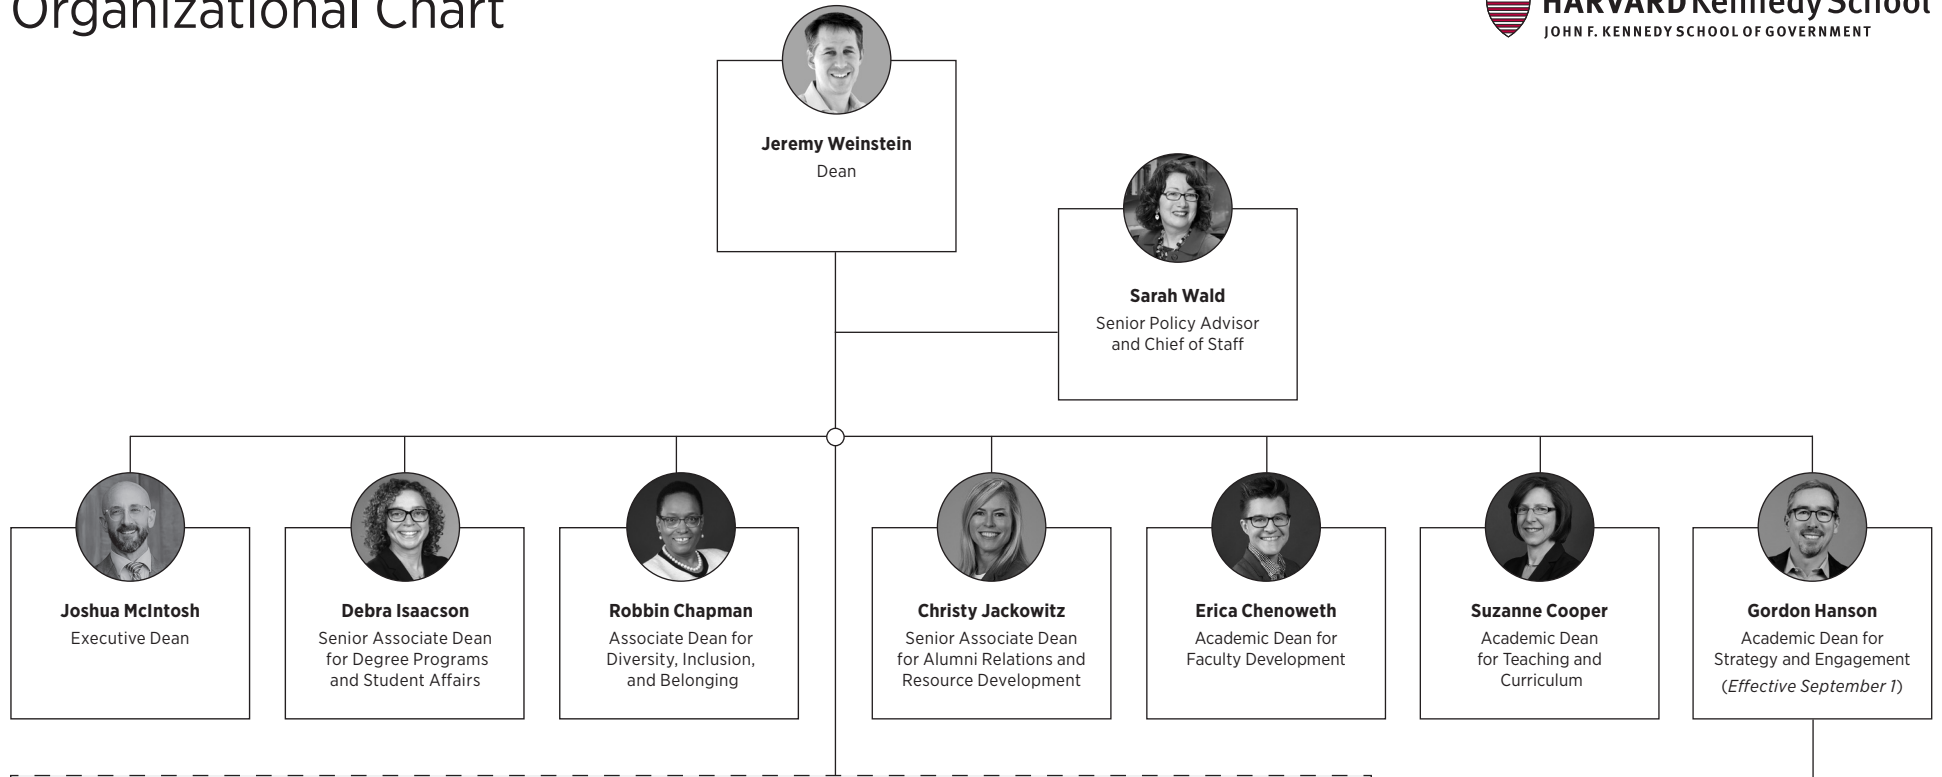 Organizational Chart
HARVARD Kennedy School
JOHN F. KENNEDY SCHOOL OF GOVERNMENT
Jeremy Weinstein
Dean
Sarah Wald
Senior Policy Advisor
and Chief of Staff
Joshua McIntosh
Executive Dean
Debra Isaacson
Senior Associate Dean
for Degree Programs
and Student Affairs
Robbin Chapman
Associate Dean for
Diversity, Inclusion,
and Belonging
Christy Jackowitz
Senior Associate Dean
for Alumni Relations and
Resource Development
Erica Chenoweth
Academic Dean for
Faculty Development
Suzanne Cooper
Academic Dean
for Teaching and
Curriculum
Gordon Hanson
Academic Dean for
Strategy and Engagement
(Effective September 1)